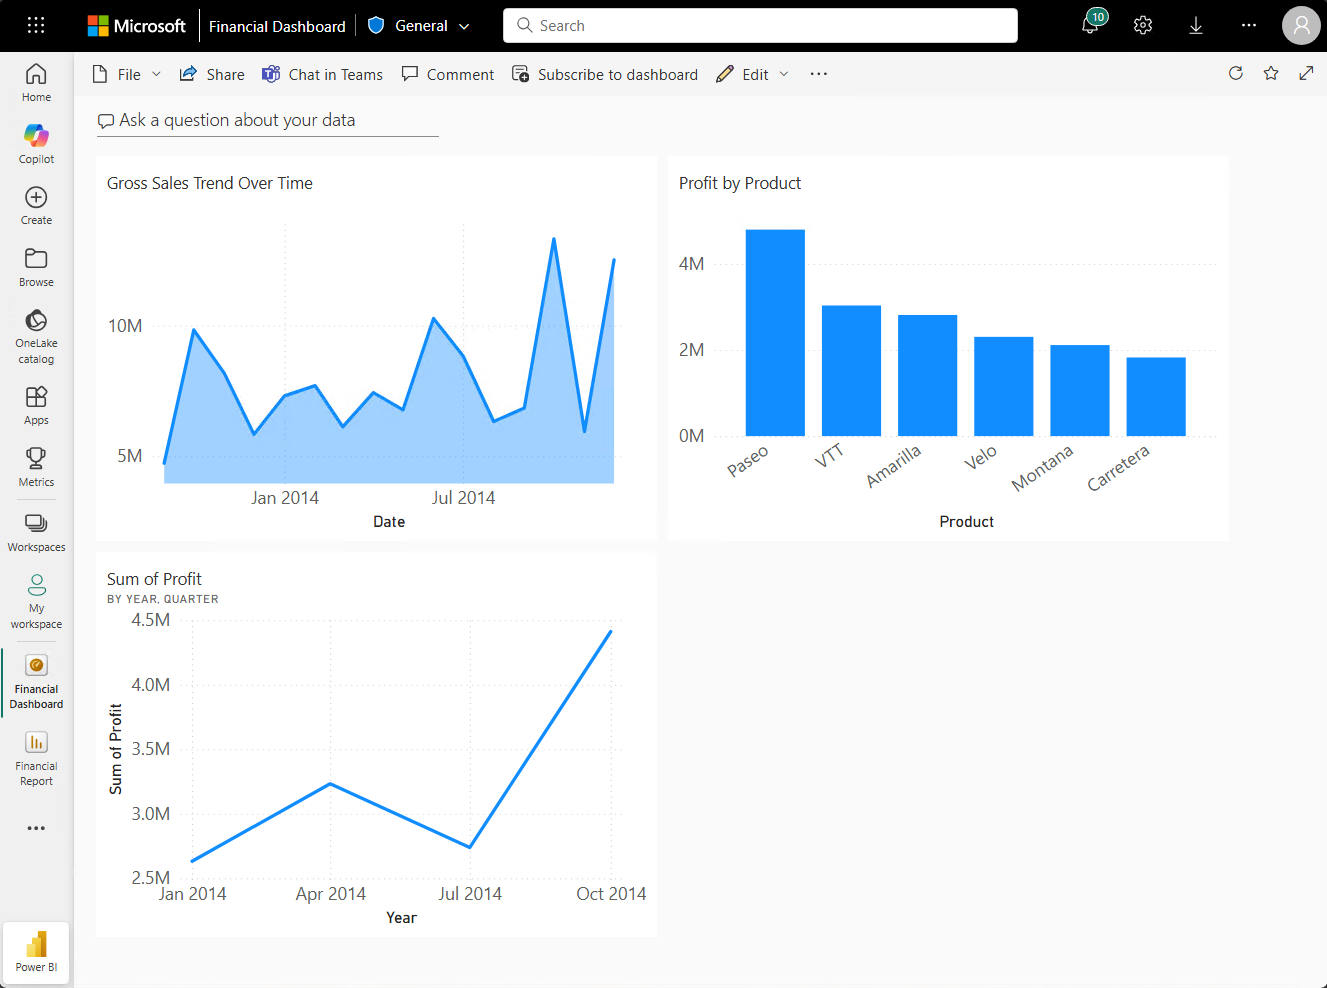 Microsoft Financial Dashboard General Search 10
File Share Chat in Teams Comment Subscribe to dashboard Edit
Home
Copilot
Create
Browse
OneLake
catalog
Apps
Metrics
Workspaces
My
workspace
Financial
Dashboard
Financial
Report
Power BI
Ask a question about your data
Gross Sales Trend Over Time
10M
5M
Jan 2014 Jul 2014
Date
Profit by Product
4M
2M
0M
Paseo VTT Amarilla Velo Montana Carretera
Product
Sum of Profit
BY YEAR, QUARTER
Sum of Profit
4.5M
4.0M
3.5M
3.0M
2.5M
Jan 2014 Apr 2014 Jul 2014 Oct 2014
Year